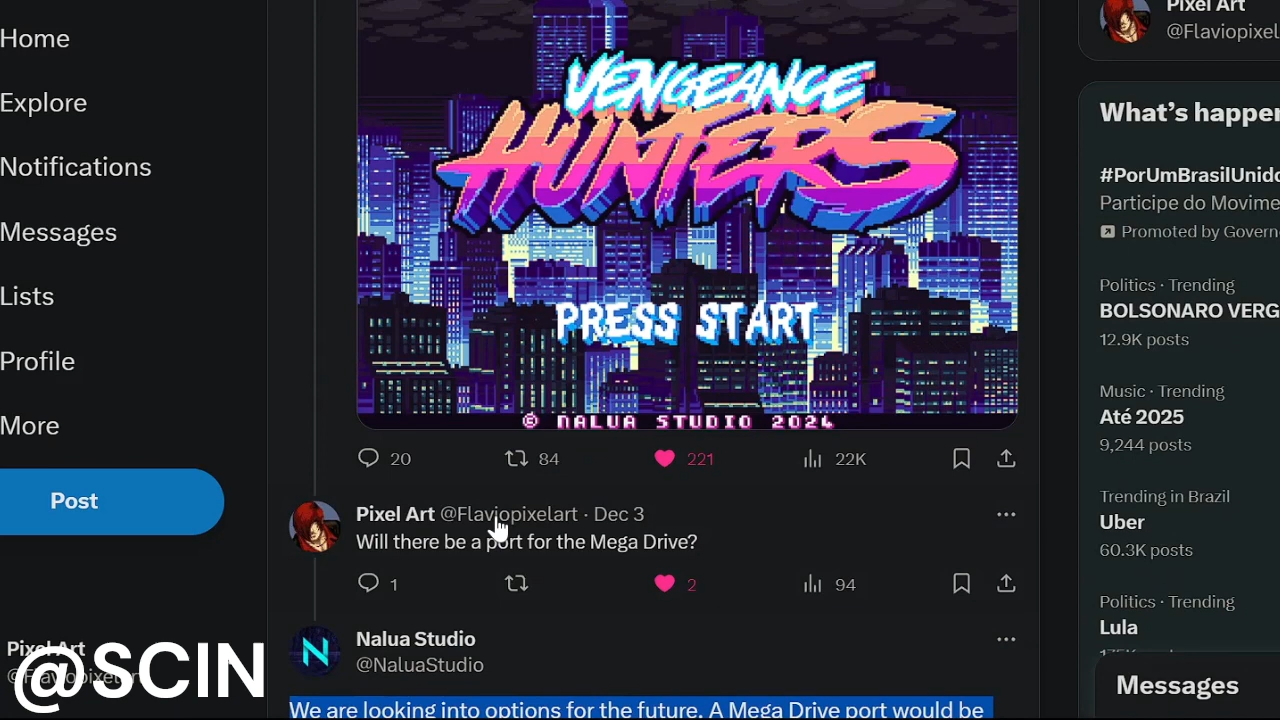 Home
Explore
Notifications
Messages
Lists
Profile
More
Post
Pixel Art
@SCIN
VENGEANCE
HUNTERS
PRESS START
© NALUA STUDIO 2024
20 84 221 22K
Pixel Art @Flaviopixelart · Dec 3
Will there be a port for the Mega Drive?
1 2 94
Nalua Studio
@NaluaStudio
We are looking into options for the future. A Mega Drive port would be
Pixel Art
@Flaviopixel
What's happen
#PorUmBrasilUnido
Participe do Movime
Promoted by Govern
Politics · Trending
BOLSONARO VERG
12.9K posts
Music · Trending
Até 2025
9,244 posts
Trending in Brazil
Uber
60.3K posts
Politics · Trending
Lula
Messages